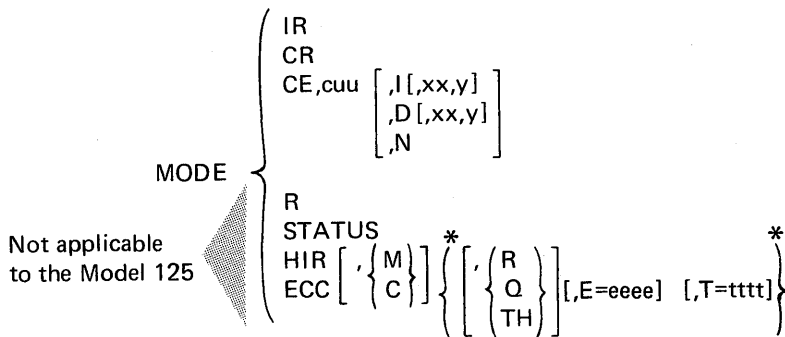 IR
CR
CE,cuu [,I[,xx,y]
,D[,xx,y]
,N]
MODE {
R
Not applicable
to the Model 125
STATUS
HIR
ECC [,{M
C}] *{[,{R
Q
TH}] [,E=eeee] [,T=tttt]}*